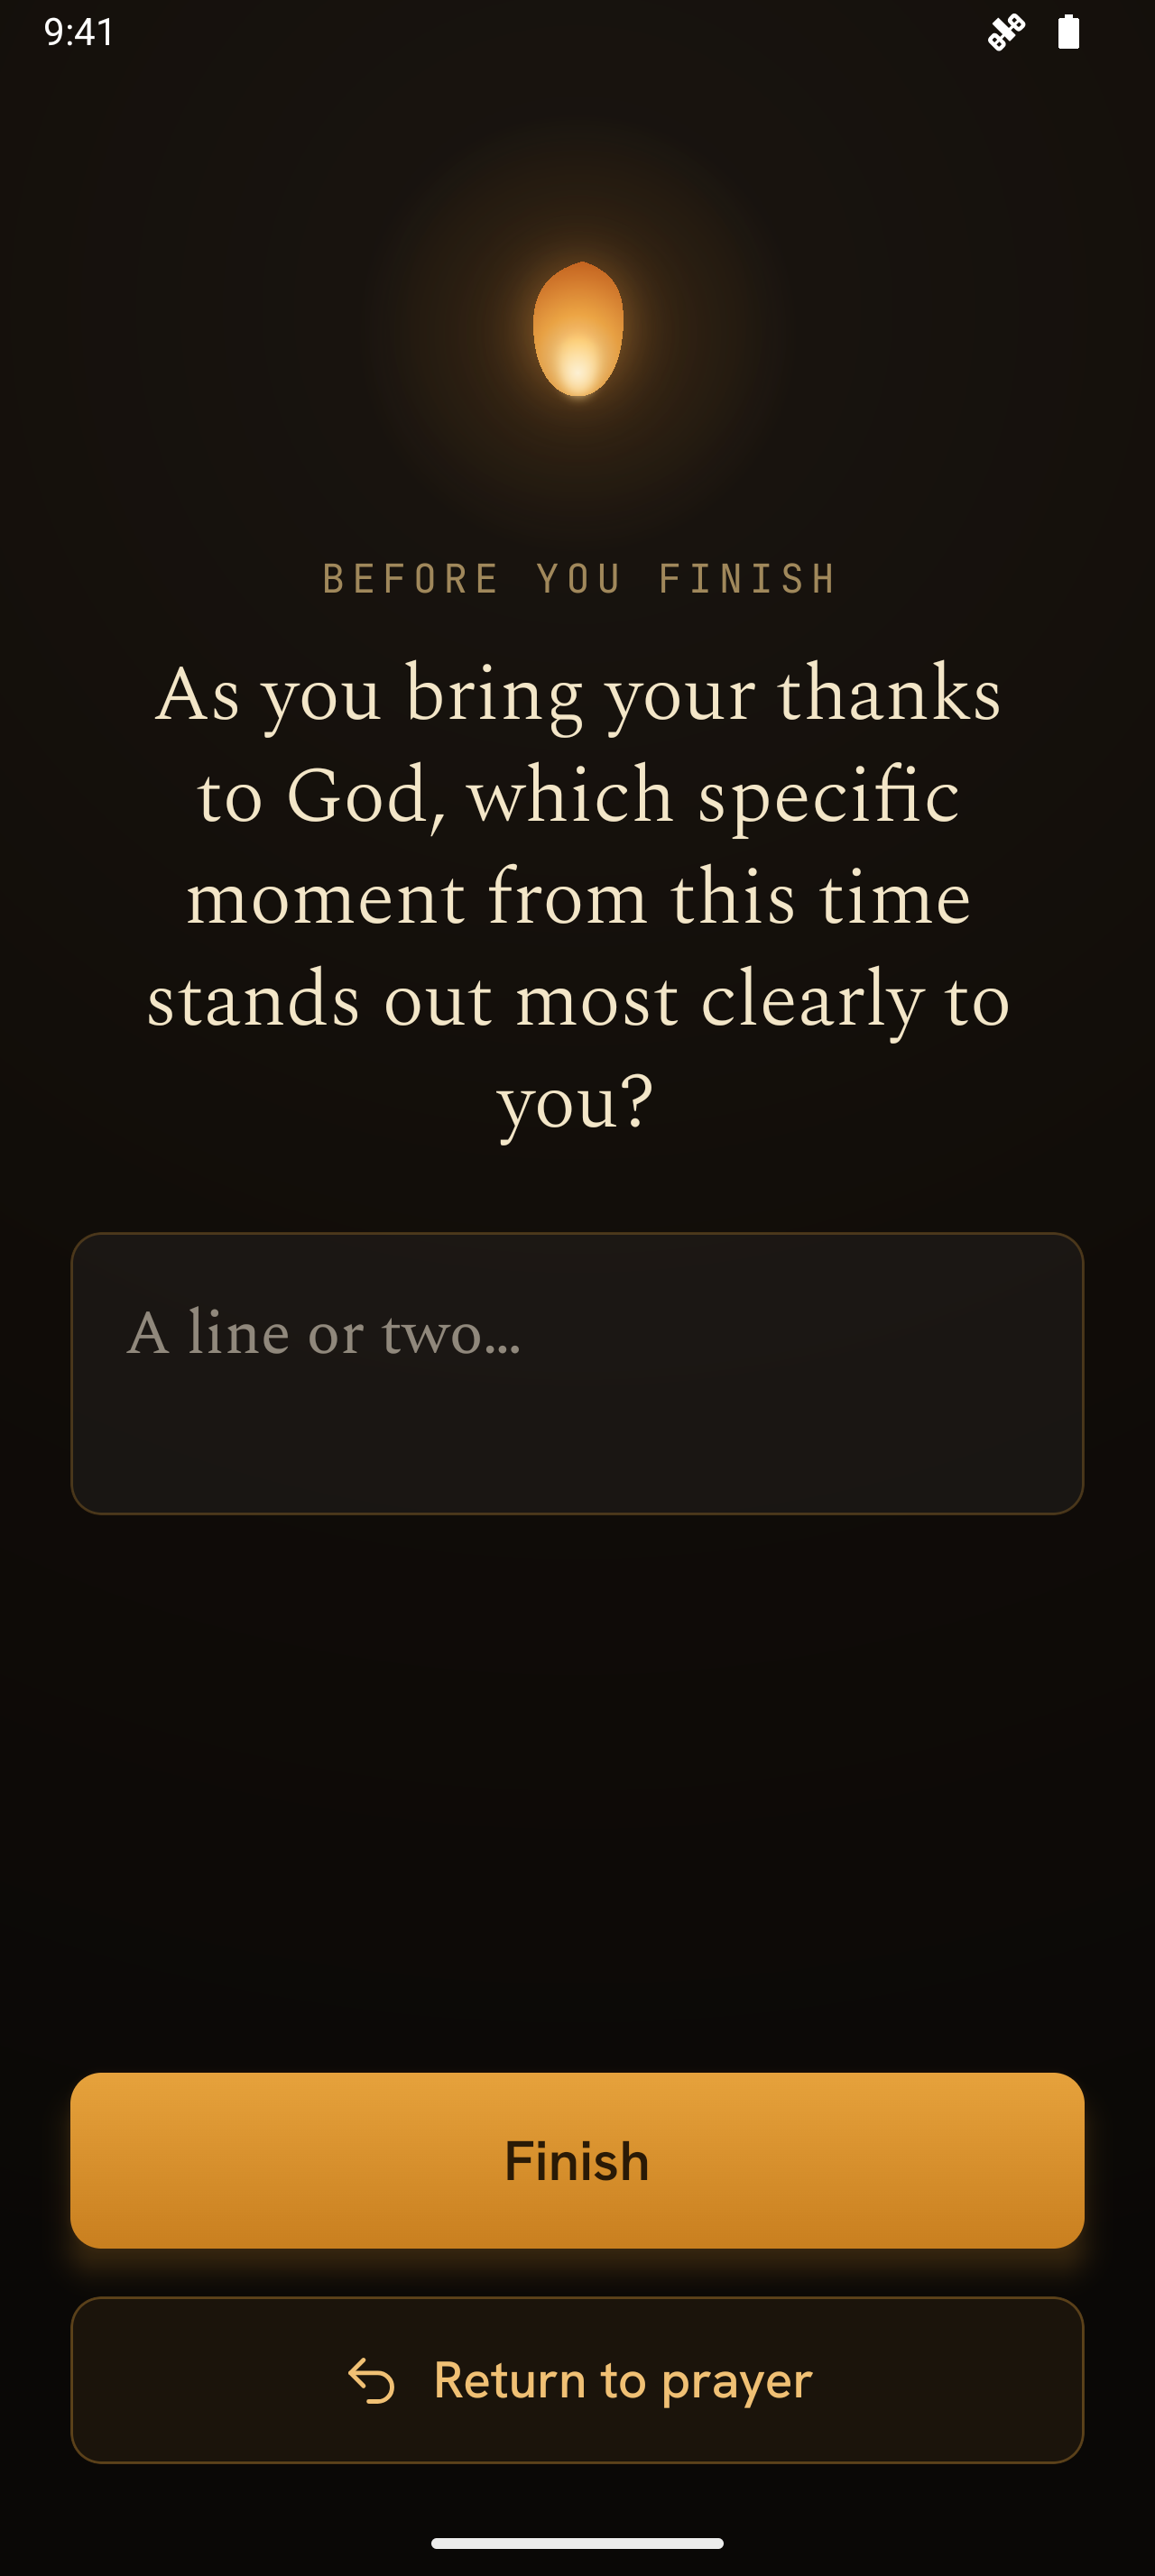 9:41
BEFORE YOU FINISH
As you bring your thanks
to God, which specific
moment from this time
stands out most clearly to
you?
A line or two...
Finish
Return to prayer